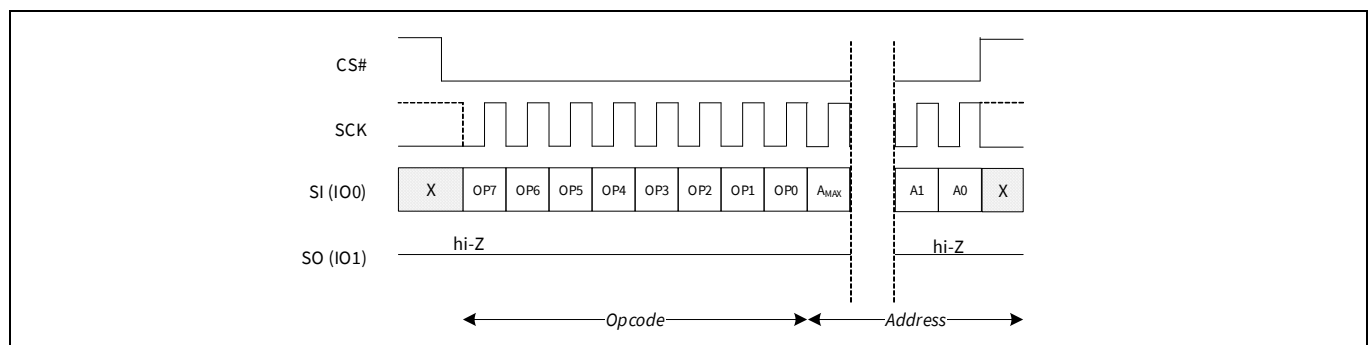 CS#
SCK
SI (IO0) X OP7 OP6 OP5 OP4 OP3 OP2 OP1 OP0 AMAX A1 A0 X
hi-Z hi-Z
SO (IO1)
Opcode Address